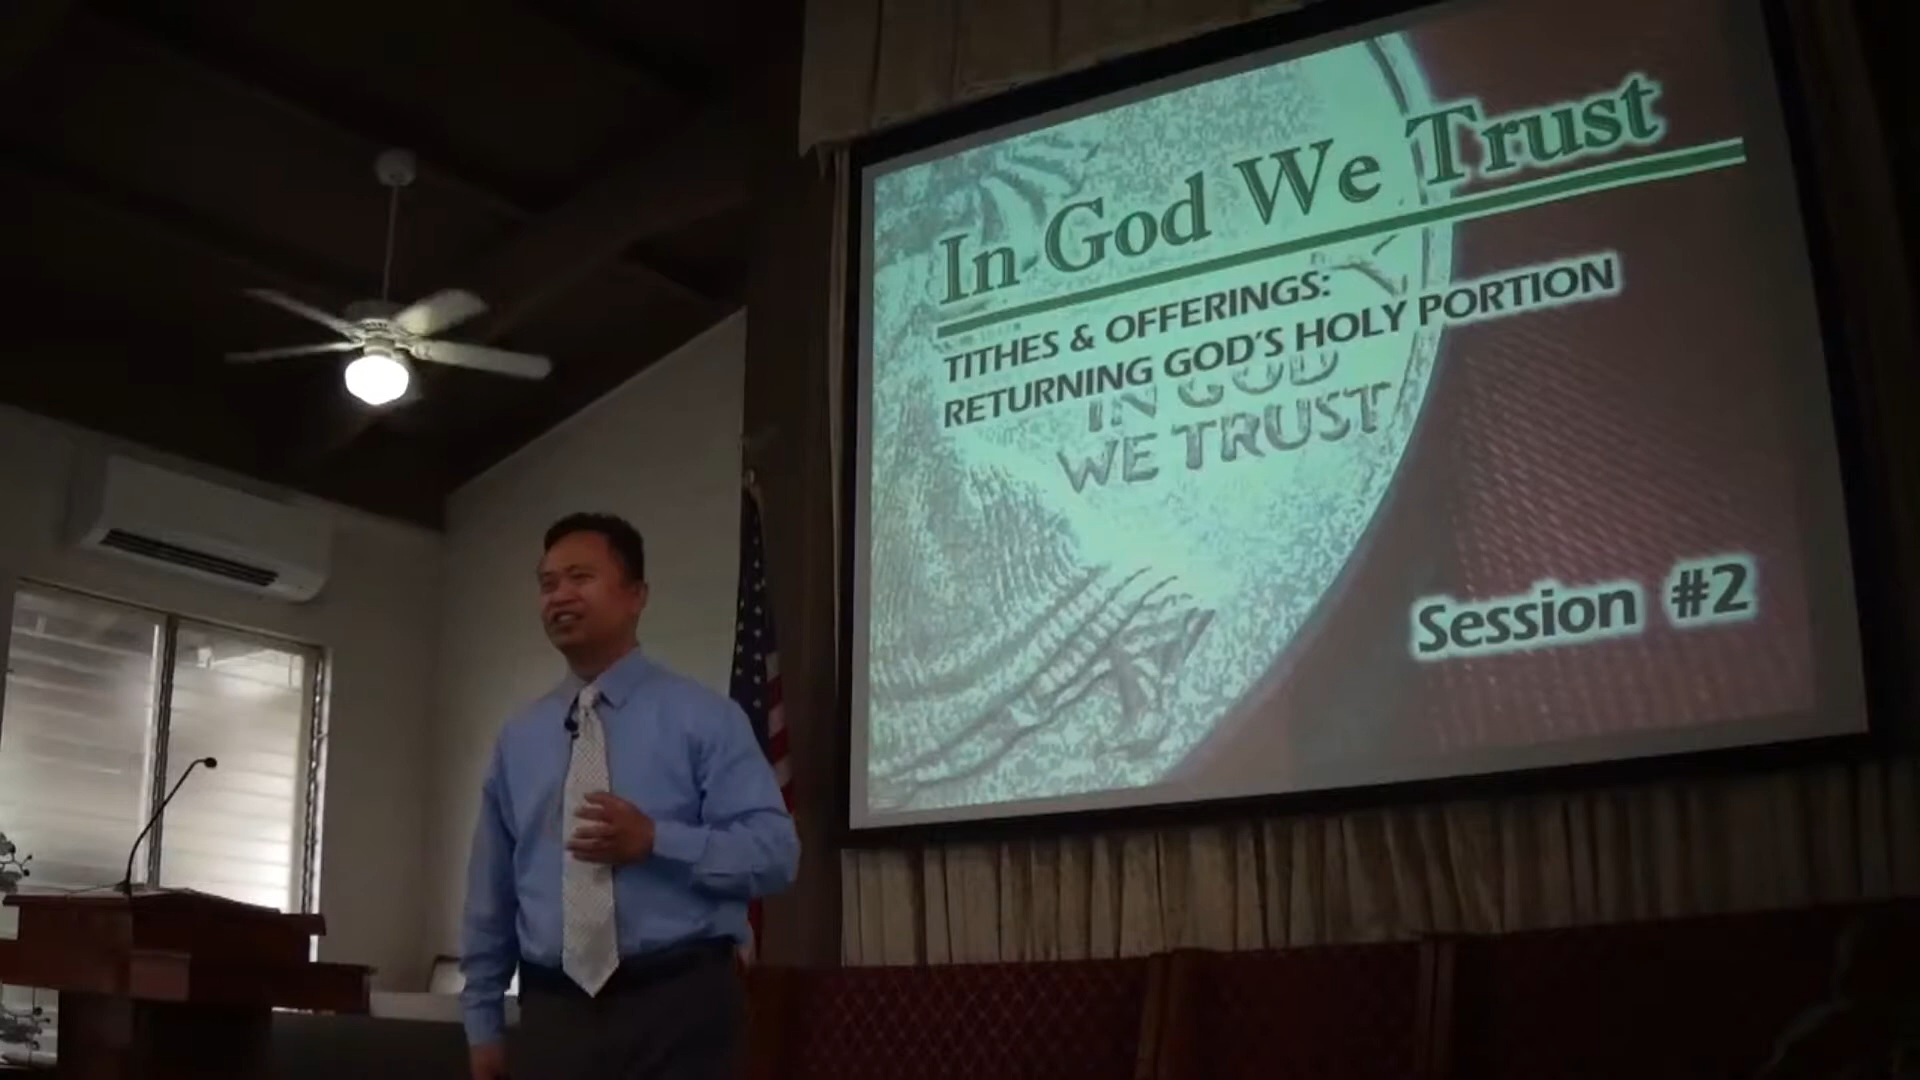 In God We Trust
TITHES & OFFERINGS:
RETURNING GOD'S HOLY PORTION
IN GOD
WE TRUST
Session #2